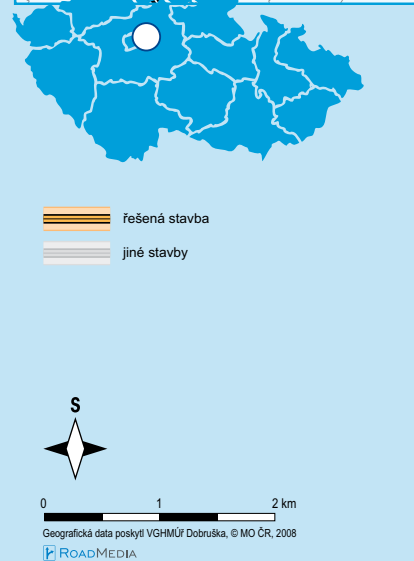 řešená stavba
jiné stavby
S
0 1 2 km
Geografická data poskytl VGHMÚř Dobruška, © MO ČR, 2008
ROADMEDIA